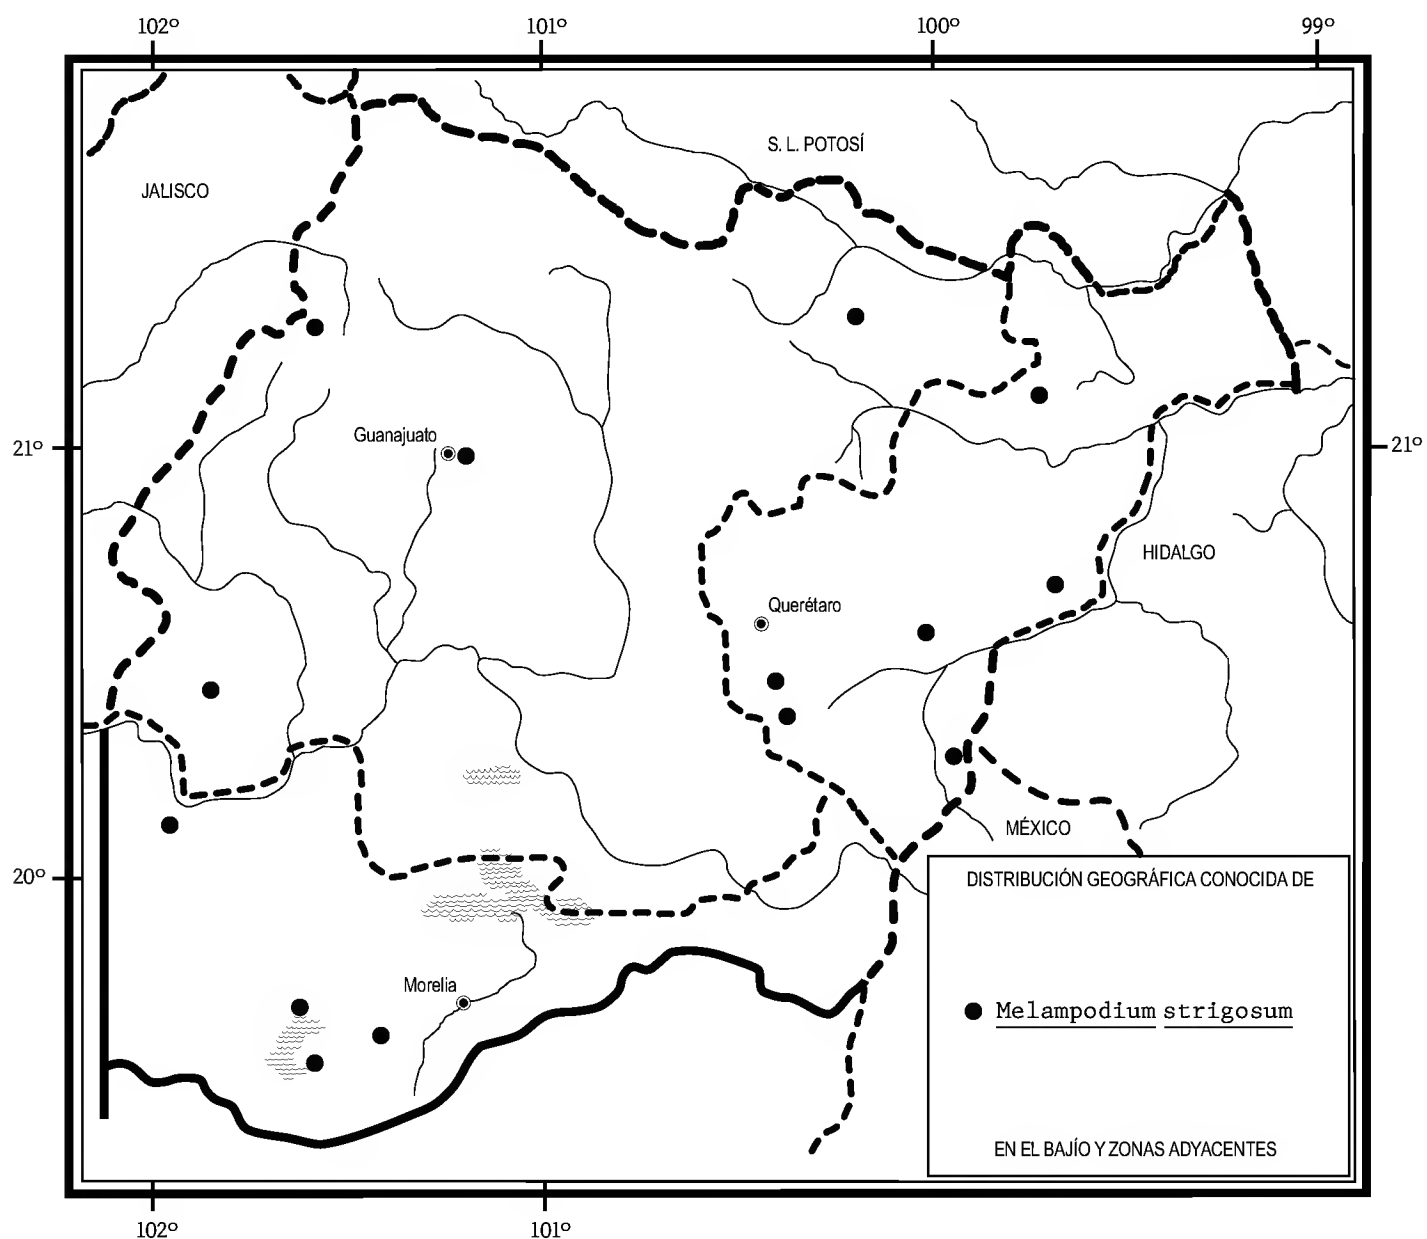 102º 101º 100º 99º
S. L. POTOSÍ
JALISCO
Guanajuato
21º 21º
HIDALGO
Querétaro
MÉXICO
20º
DISTRIBUCIÓN GEOGRÁFICA CONOCIDA DE
Morelia
Melampodium strigosum
EN EL BAJÍO Y ZONAS ADYACENTES
102º 101º